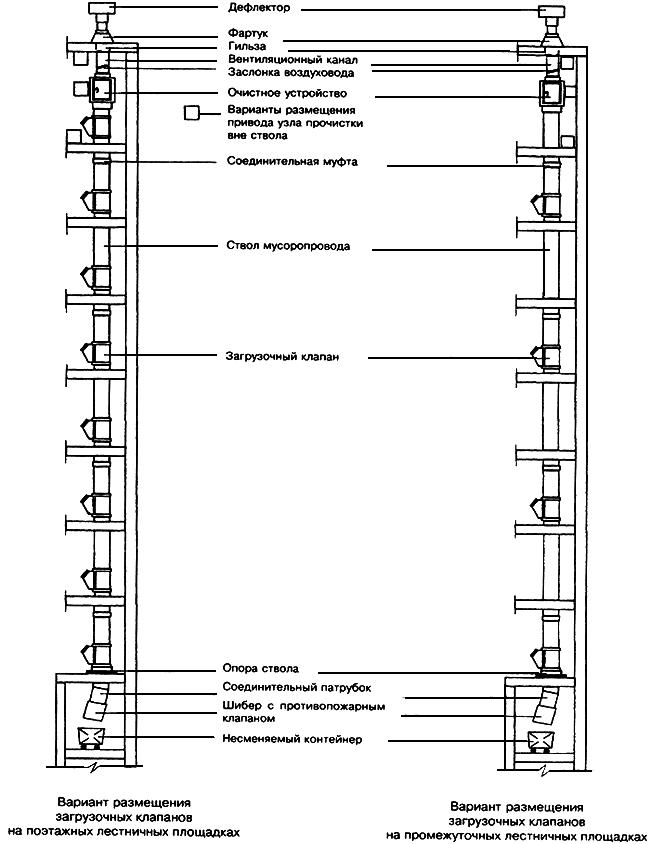 Дефлектор
Фартук
Гильза
Вентиляционный канал
Заслонка воздуховода
Очистное устройство
Варианты размещения
привода узла прочистки
вне ствола
Соединительная муфта
Ствол мусоропровода
Загрузочный клапан
Опора ствола
Соединительный патрубок
Шибер с противопожарным
клапаном
Несменяемый контейнер
Вариант размещения
загрузочных клапанов
на поэтажных лестничных площадках
Вариант размещения
загрузочных клапанов
на промежуточных лестничных площадках